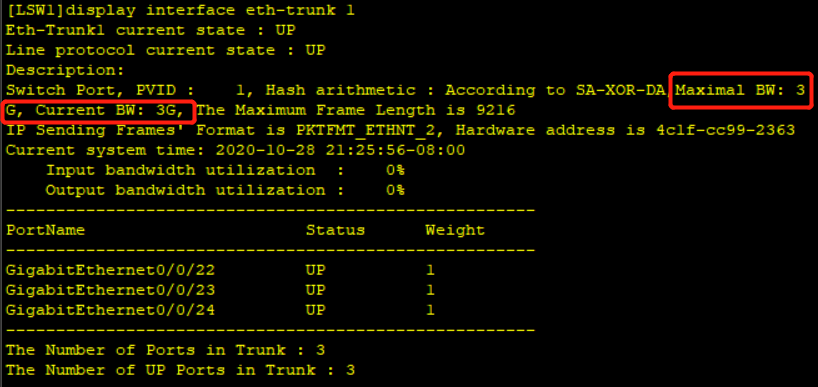 [LSW1]display interface eth-trunk 1
Eth-Trunk1 current state : UP
Line protocol current state : UP
Description:
Switch Port, PVID :    1, Hash arithmetic : According to SA-XOR-DA,Maximal BW: 3
G, Current BW: 3G, The Maximum Frame Length is 9216
IP Sending Frames' Format is PKTFMT_ETHNT_2, Hardware address is 4c1f-cc99-2363
Current system time: 2020-10-28 21:25:56-08:00
    Input bandwidth utilization  :    0%
    Output bandwidth utilization :    0%
-----------------------------------------------------
PortName                      Status      Weight
-----------------------------------------------------
GigabitEthernet0/0/22         UP          1
GigabitEthernet0/0/23         UP          1
GigabitEthernet0/0/24         UP          1
-----------------------------------------------------
The Number of Ports in Trunk : 3
The Number of UP Ports in Trunk : 3